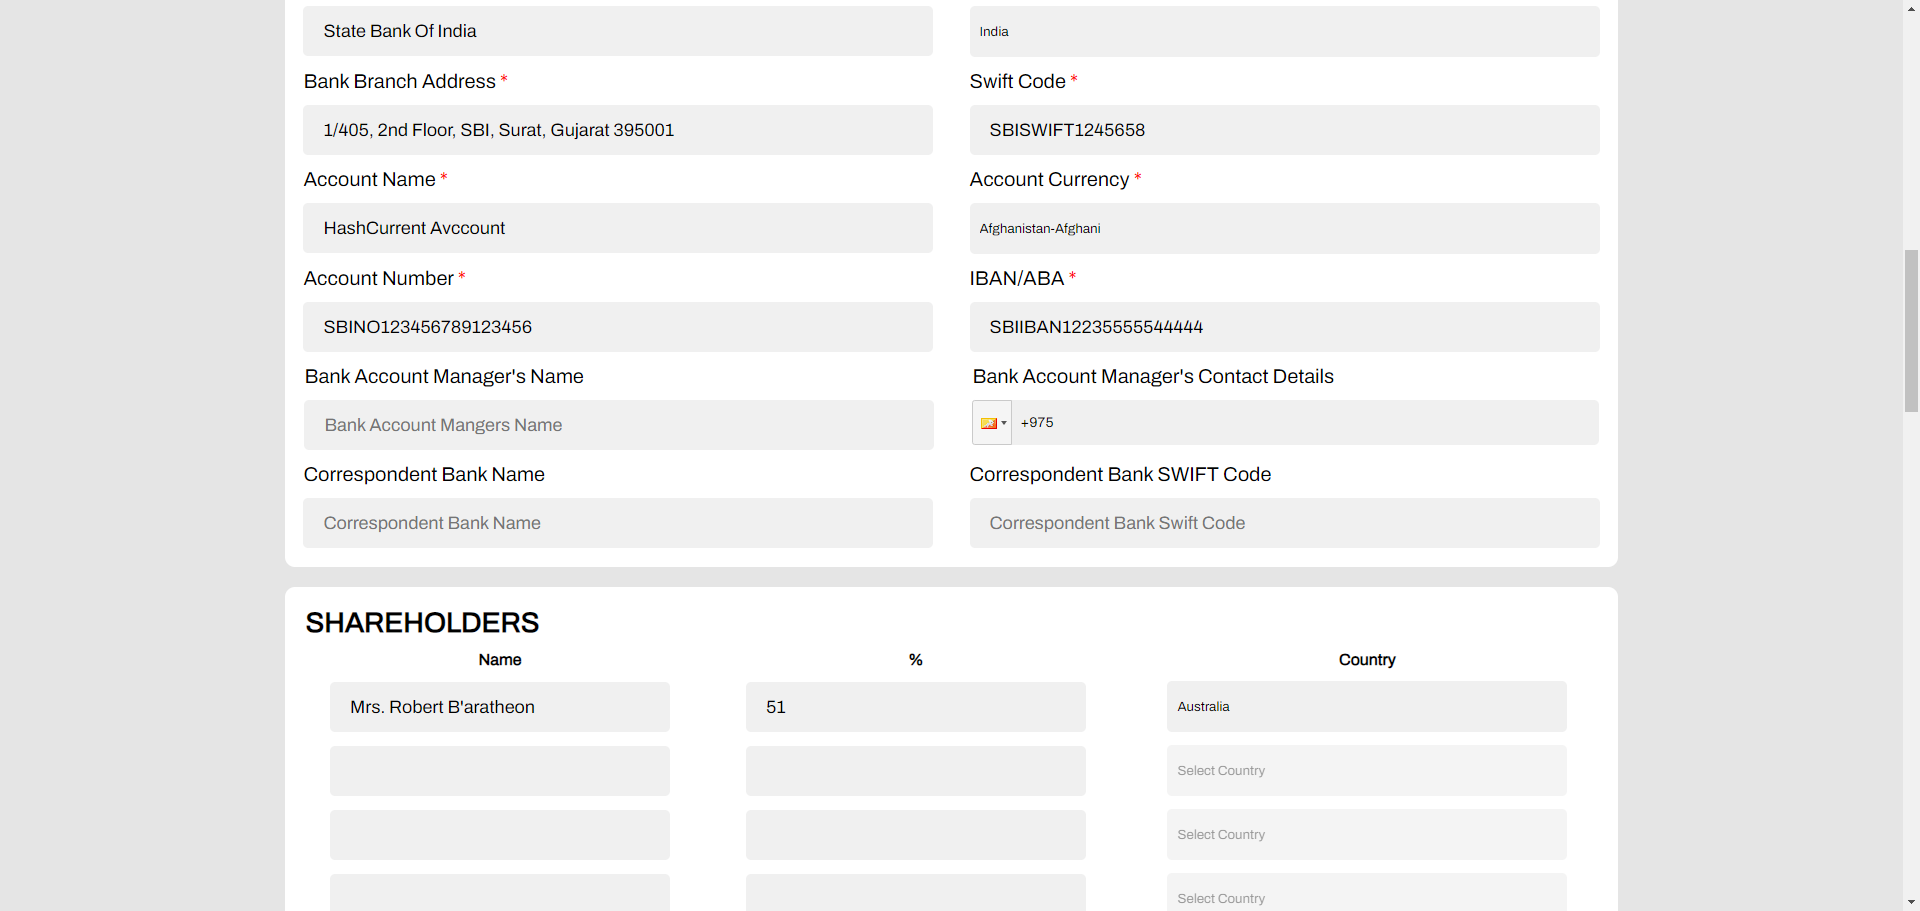 State Bank Of India
India
Bank Branch Address *
Swift Code *
1/405, 2nd Floor, SBI, Surat, Gujarat 395001
SBISWIFT1245658
Account Name *
Account Currency *
HashCurrent Avccount
Afghanistan-Afghani
Account Number *
IBAN/ABA *
SBINO123456789123456
SBIIBAN12235555544444
Bank Account Manager's Name
Bank Account Manager's Contact Details
Bank Account Mangers Name
+975
Correspondent Bank Name
Correspondent Bank SWIFT Code
Correspondent Bank Name
Correspondent Bank Swift Code
SHAREHOLDERS
Name
%
Country
Mrs. Robert B'aratheon
51
Australia
Select Country
Select Country
Select Country